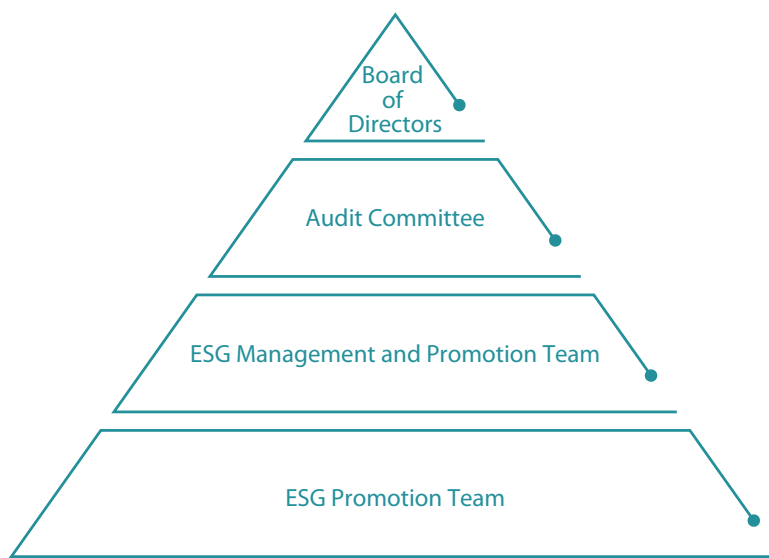 Board
of
Directors
Audit Committee
ESG Management and Promotion Team
ESG Promotion Team